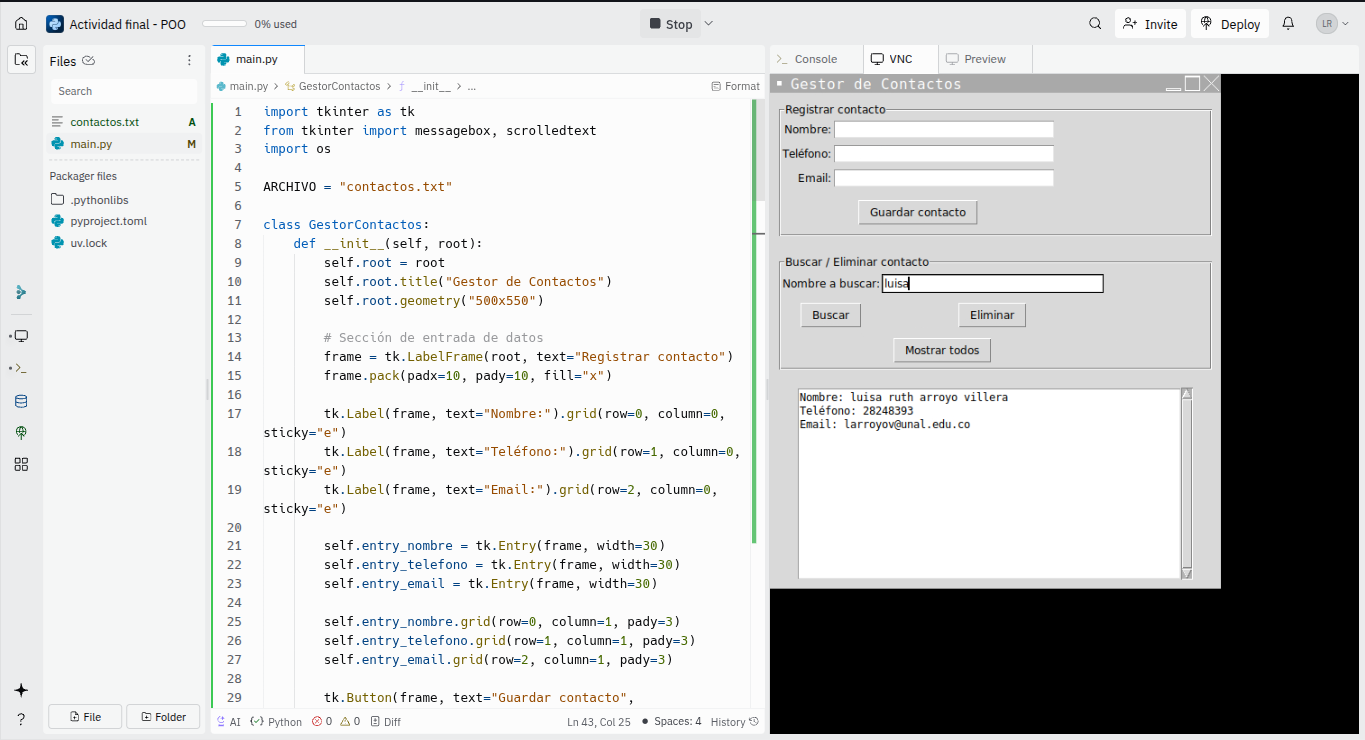 Actividad final - POO
0% used
Stop
Invite
Deploy
LR
Files
Search
contactos.txt A
main.py M
Packager files
.pythonlibs
pyproject.toml
uv.lock
File
Folder
main.py
main.py > GestorContactos > f __init__ > ...
Format
1 import tkinter as tk
2 from tkinter import messagebox, scrolledtext
3 import os
4
5 ARCHIVO = "contactos.txt"
6
7 class GestorContactos:
8 def __init__(self, root):
9 self.root = root
10 self.root.title("Gestor de Contactos")
11 self.root.geometry("500x550")
12
13 # Sección de entrada de datos
14 frame = tk.LabelFrame(root, text="Registrar contacto")
15 frame.pack(padx=10, pady=10, fill="x")
16
17 tk.Label(frame, text="Nombre:").grid(row=0, column=0,
sticky="e")
18 tk.Label(frame, text="Teléfono:").grid(row=1, column=0,
sticky="e")
19 tk.Label(frame, text="Email:").grid(row=2, column=0,
sticky="e")
20
21 self.entry_nombre = tk.Entry(frame, width=30)
22 self.entry_telefono = tk.Entry(frame, width=30)
23 self.entry_email = tk.Entry(frame, width=30)
24
25 self.entry_nombre.grid(row=0, column=1, pady=3)
26 self.entry_telefono.grid(row=1, column=1, pady=3)
27 self.entry_email.grid(row=2, column=1, pady=3)
28
29 tk.Button(frame, text="Guardar contacto",
AI
Python
0
0
Diff
Ln 43, Col 25
Spaces: 4
History
Console
VNC
Preview
Gestor de Contactos
Registrar contacto
Nombre:
Teléfono:
Email:
Guardar contacto
Buscar / Eliminar contacto
Nombre a buscar: luisa
Buscar
Eliminar
Mostrar todos
Nombre: luisa ruth arroyo villera
Teléfono: 28248393
Email: larroyov@unal.edu.co